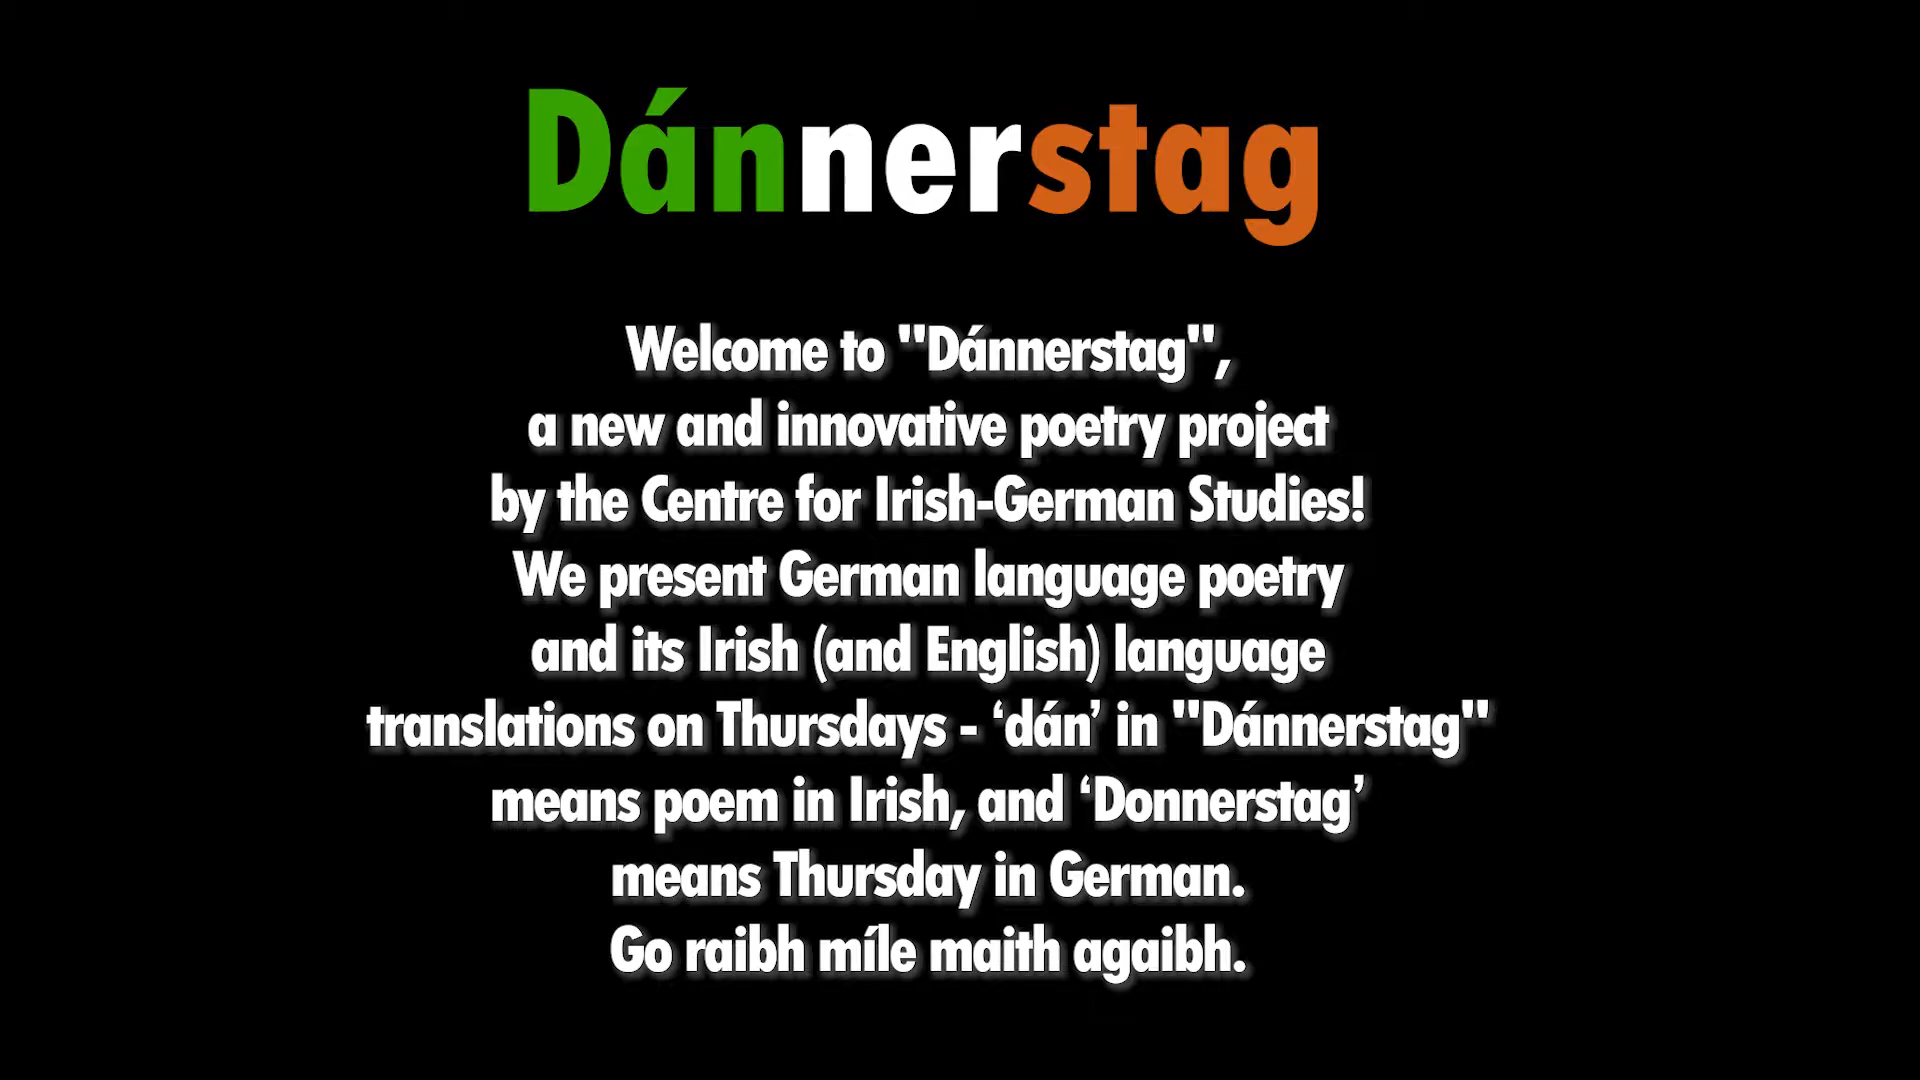 Dánnerstag
Welcome to "Dánnerstag",
a new and innovative poetry project
by the Centre for Irish-German Studies!
We present German language poetry
and its Irish (and English) language
translations on Thursdays - ‘dán’ in "Dánnerstag"
means poem in Irish, and ‘Donnerstag’
means Thursday in German.
Go raibh míle maith agaibh.